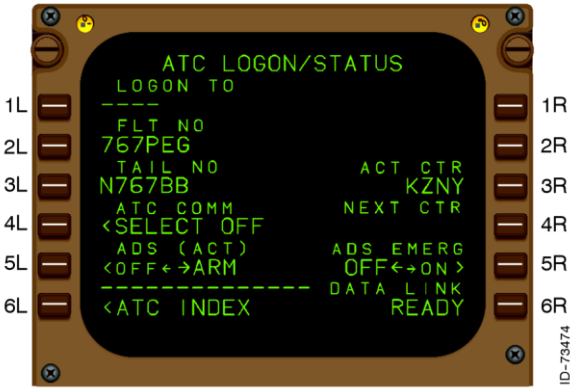 ATC LOGON/STATUS
LOGON TO
1L ---- 1R
FLT NO
2L 767PEG 2R
TAIL NO ACT CTR
3L N767BB KZNY 3R
ATC COMM NEXT CTR
4L <SELECT OFF 4R
ADS (ACT) ADS EMERG
5L <OFF←→ARM OFF←→ON> 5R
--------------- DATA LINK
6L <ATC INDEX READY 6R
ID-73474